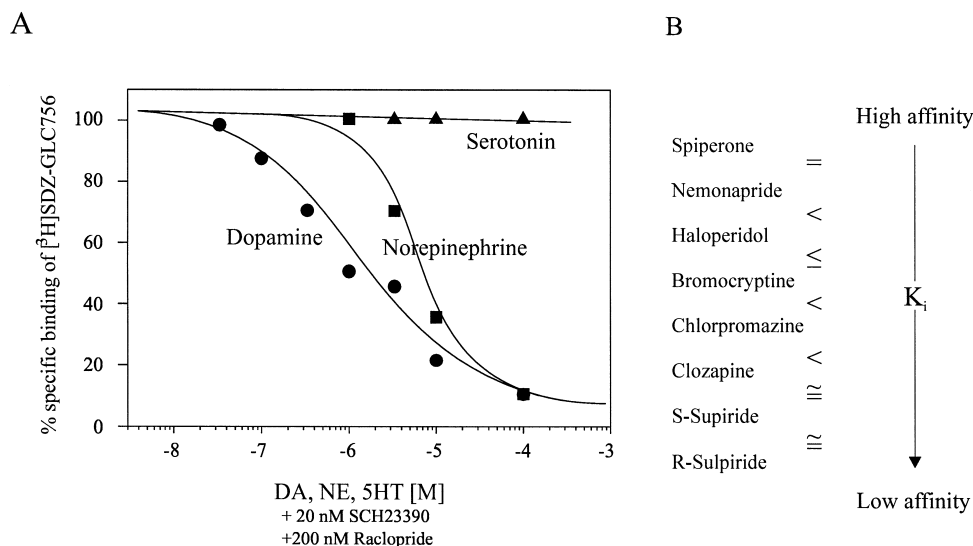 A
% specific binding of [³H]SDZ-GLC756
100
80
60
40
20
0
Serotonin
Dopamine
Norepinephrine
-8 -7 -6 -5 -4 -3
DA, NE, 5HT [M]
+ 20 nM SCH23390
+200 nM Raclopride
B
High affinity
Spiperone
=
Nemonapride
<
Haloperidol
≤
Bromocryptine
<
Chlorpromazine
<
Clozapine
≅
S-Supiride
≅
R-Sulpiride
Ki
Low affinity